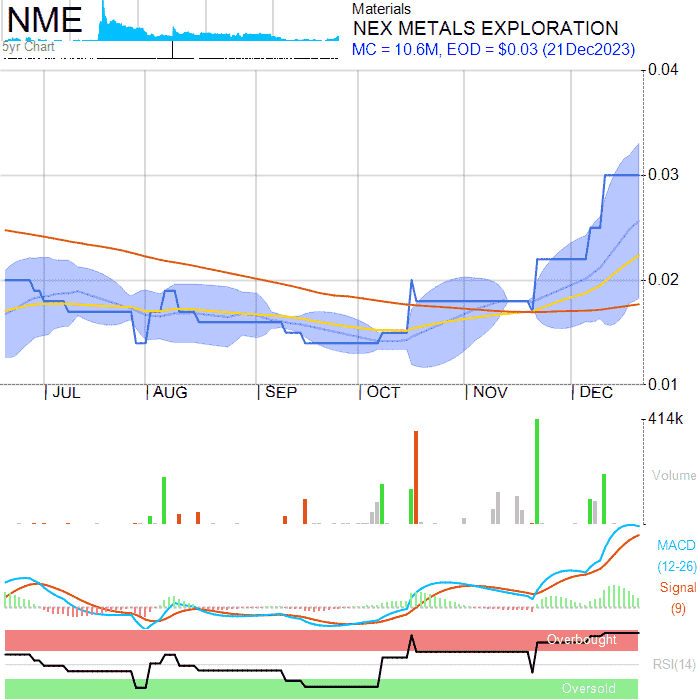 NME
5yr Chart
Materials
NEX METALS EXPLORATION
MC = 10.6M, EOD = $0.03 (21Dec2023)
0.04
0.03
0.02
0.01
JUL
AUG
SEP
OCT
NOV
DEC
414k
Volume
MACD
(12-26)
Signal
(9)
Overbought
RSI(14)
Oversold